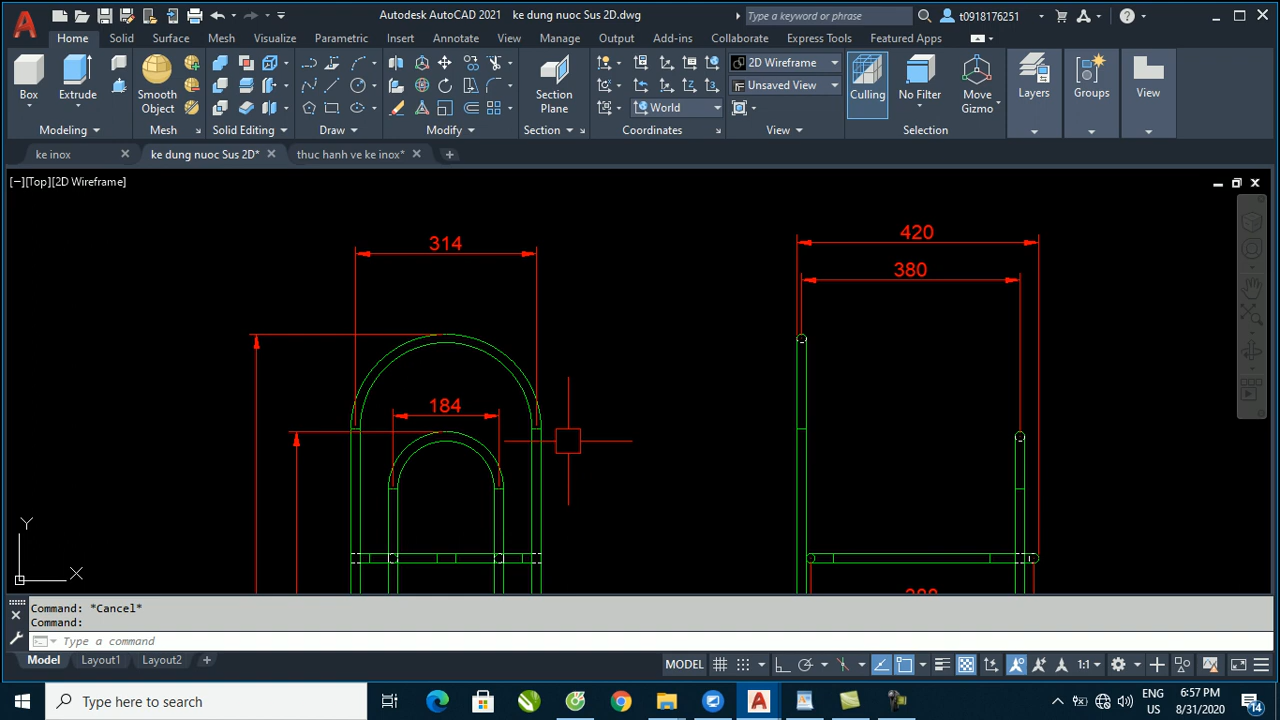 Autodesk AutoCAD 2021 ke dung nuoc Sus 2D.dwg
Type a keyword or phrase
t0918176251
Home Solid Surface Mesh Visualize Parametric Insert Annotate View Manage Output Add-ins Collaborate Express Tools Featured Apps
2D Wireframe
Unsaved View
World
Box Extrude Smooth Object Section Plane Culling No Filter Move Gizmo Layers Groups View
Modeling Mesh Solid Editing Draw Modify Section Coordinates View Selection
ke inox ke dung nuoc Sus 2D* thuc hanh ve ke inox*
[−][Top][2D Wireframe]
420
314
380
184
Y
X
Command: *Cancel*
Command:
Type a command
Model Layout1 Layout2 MODEL 1:1
Type here to search
ENG
US
6:57 PM
8/31/2020
14